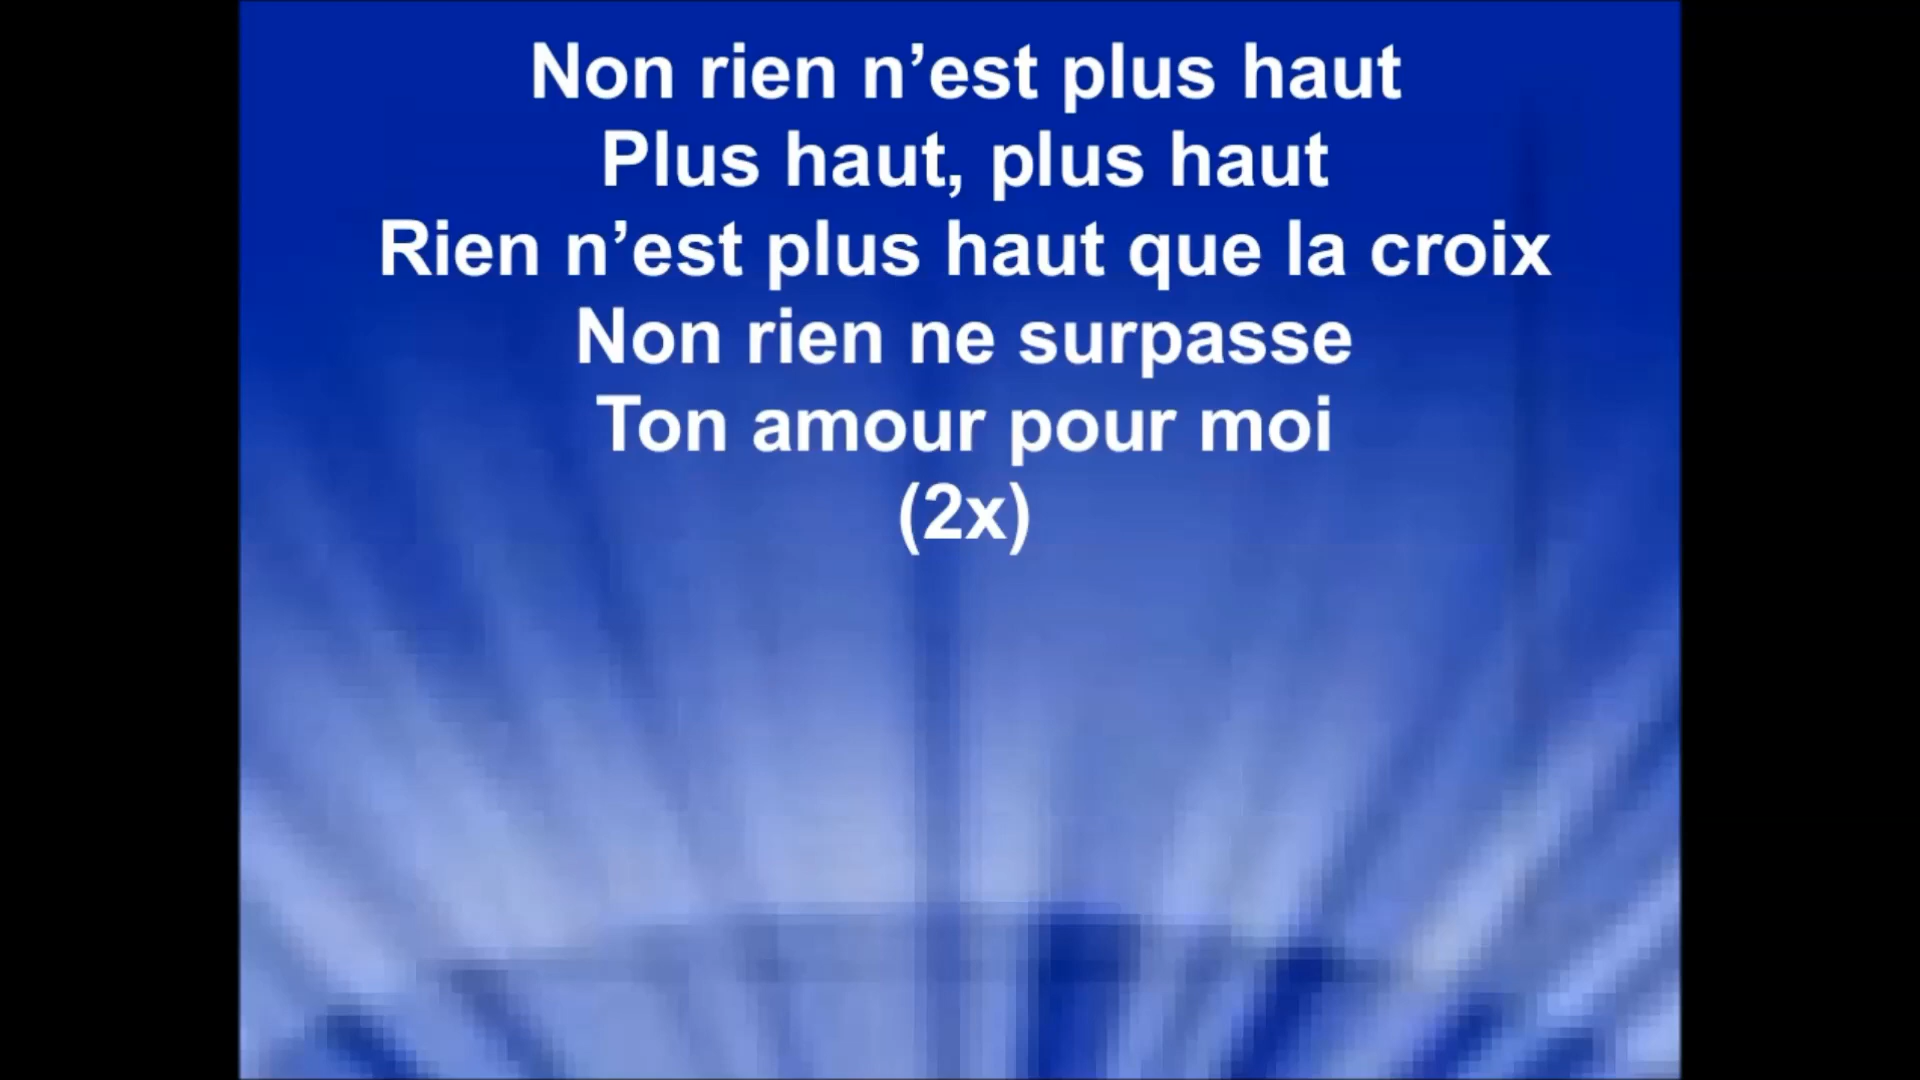 Non rien n’est plus haut
Plus haut, plus haut
Rien n’est plus haut que la croix
Non rien ne surpasse
Ton amour pour moi
(2x)